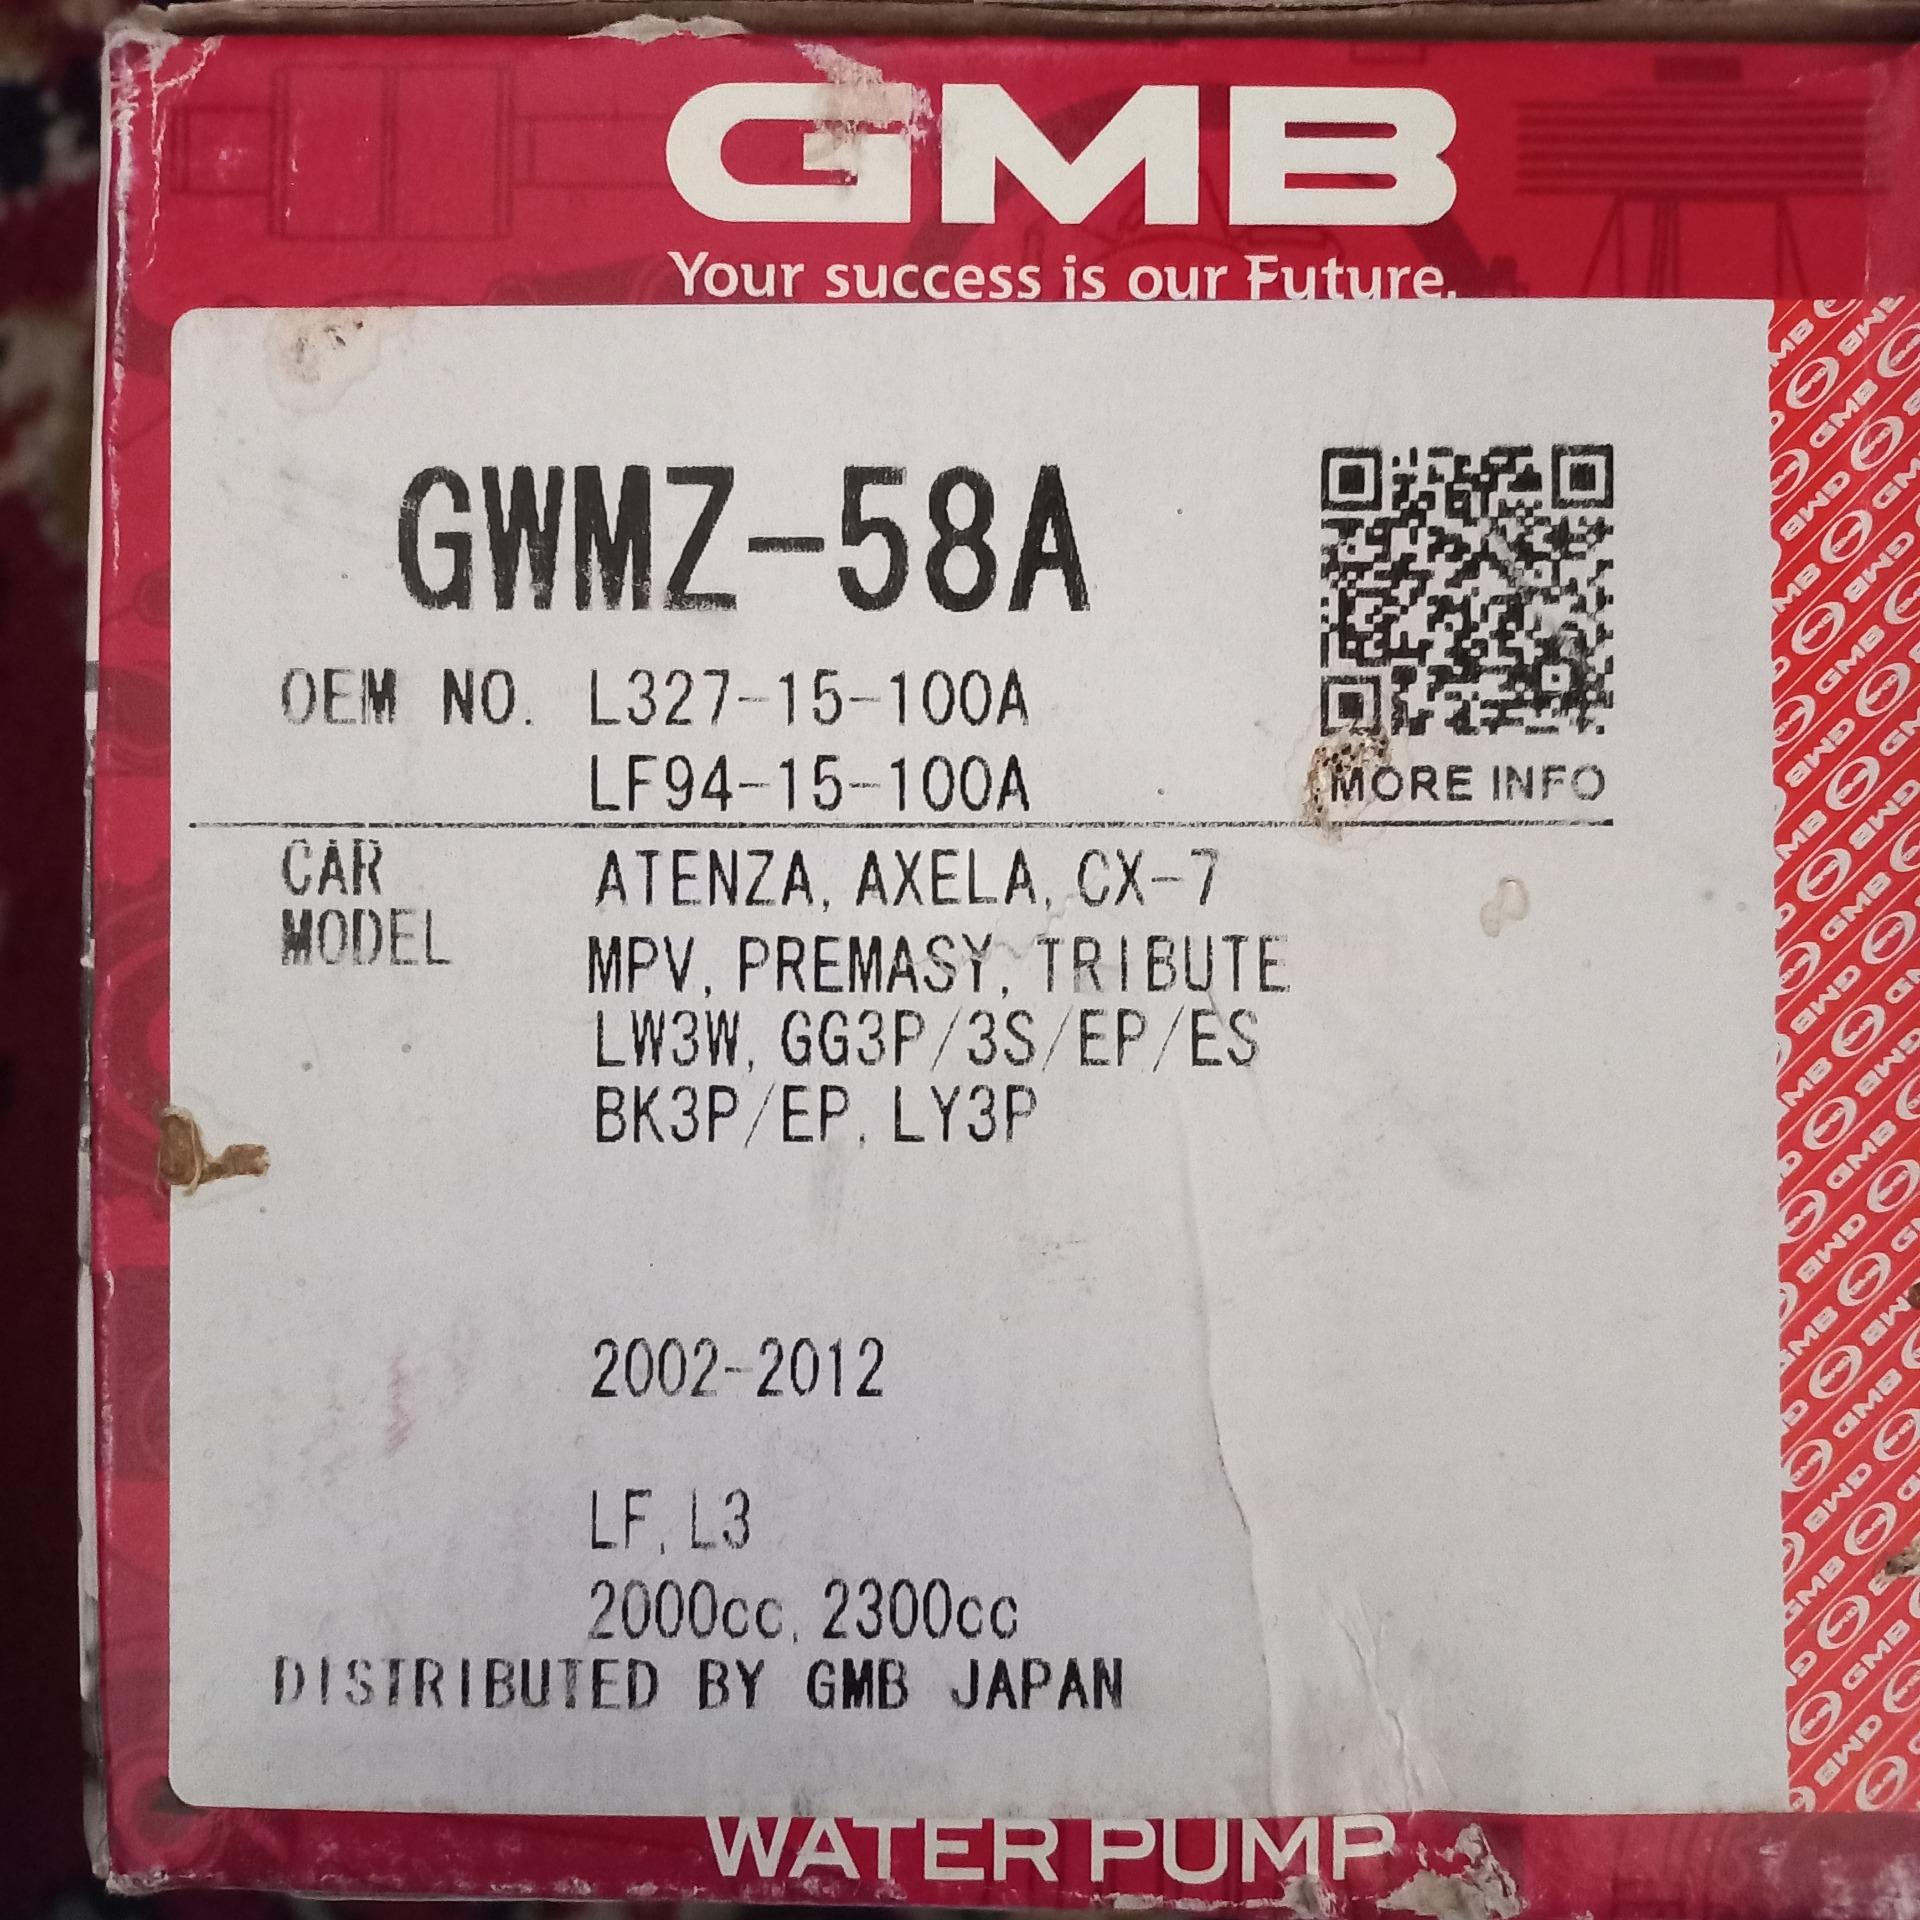 GMB
Your success is our Future.
GWMZ-58A
OEM NO. L327-15-100A
LF94-15-100A
MORE INFO
CAR MODEL
ATENZA, AXELA, CX-7
MPV, PREMASY, TRIBUTE
LW3W, GG3P/3S/EP/ES
BK3P/EP, LY3P
2002-2012
LF, L3
2000cc, 2300cc
DISTRIBUTED BY GMB JAPAN
WATER PUMP